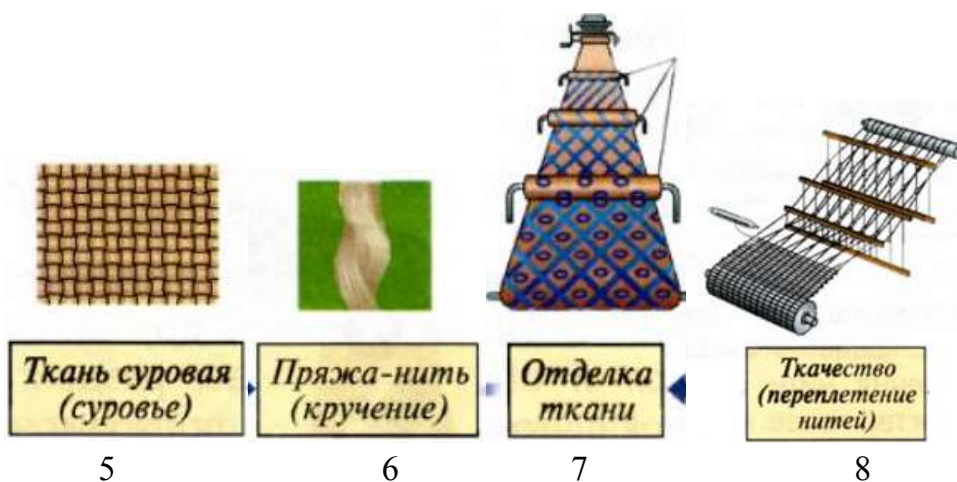 Ткань суровая
(суровье)
Пряжа-нить
(кручение)
Отделка
ткани
Ткачество
(переплетение
нитей)
5
6
7
8